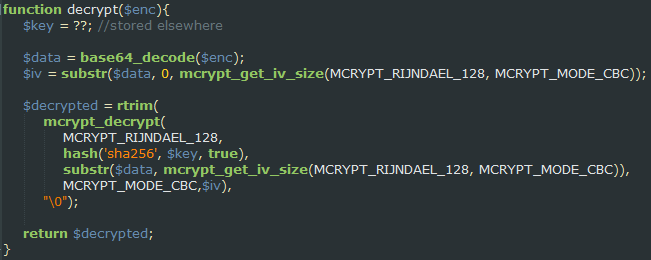 function decrypt($enc){
$key = ??; //stored elsewhere
$data = base64_decode($enc);
$iv = substr($data, 0, mcrypt_get_iv_size(MCRYPT_RIJNDAEL_128, MCRYPT_MODE_CBC));
$decrypted = rtrim(
mcrypt_decrypt(
MCRYPT_RIJNDAEL_128,
hash('sha256', $key, true),
substr($data, mcrypt_get_iv_size(MCRYPT_RIJNDAEL_128, MCRYPT_MODE_CBC)),
MCRYPT_MODE_CBC,$iv),
"\0");
return $decrypted;
}